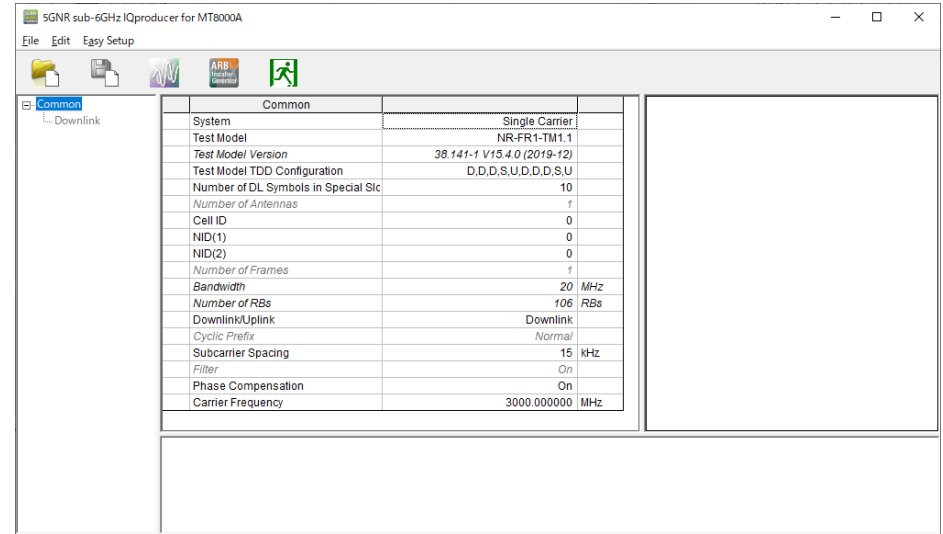 5GNR sub-6GHz IQproducer for MT8000A
File Edit Easy Setup
ARB
Installer
Generator
Common
Downlink
Common
System Single Carrier
Test Model NR-FR1-TM1.1
Test Model Version 38.141-1 V15.4.0 (2019-12)
Test Model TDD Configuration D,D,D,S,U,D,D,D,S,U
Number of DL Symbols in Special Slc 10
Number of Antennas 1
Cell ID 0
NID(1) 0
NID(2) 0
Number of Frames 1
Bandwidth 20 MHz
Number of RBs 106 RBs
Downlink/Uplink Downlink
Cyclic Prefix Normal
Subcarrier Spacing 15 kHz
Filter On
Phase Compensation On
Carrier Frequency 3000.000000 MHz